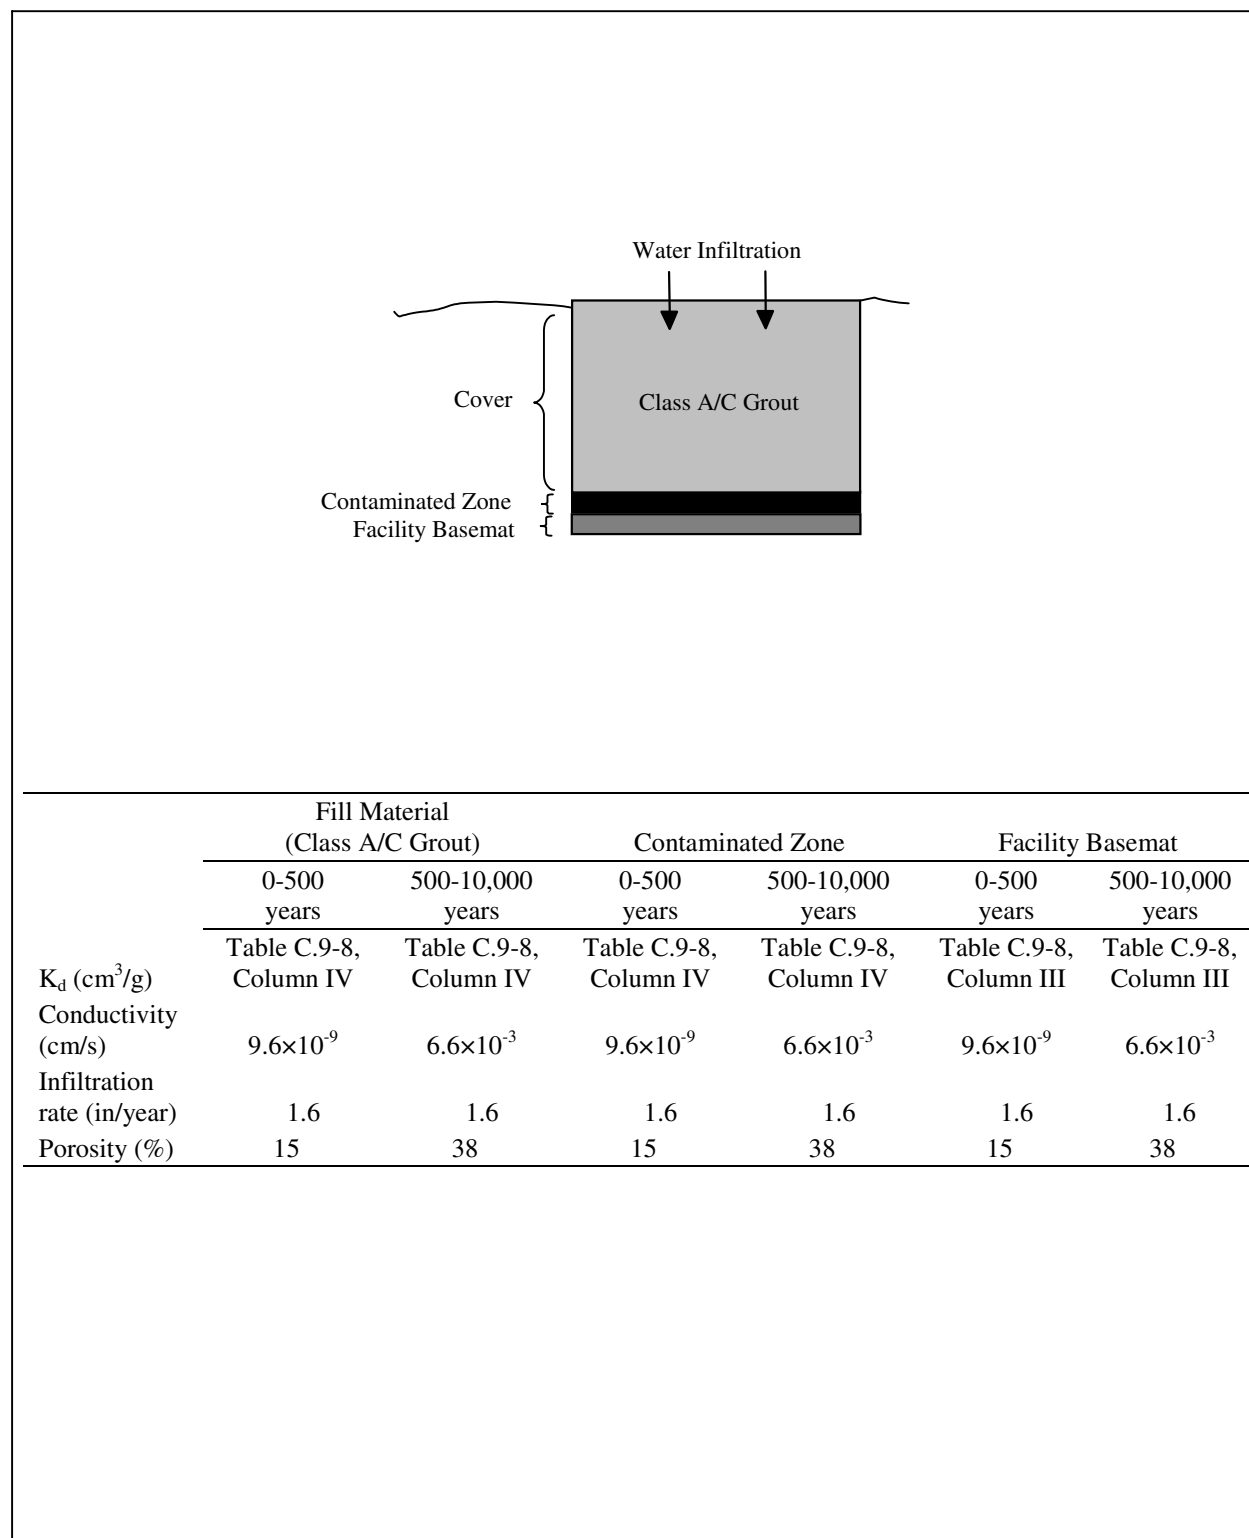 Water Infiltration
Cover
Class A/C Grout
Contaminated Zone
Facility Basemat
Fill Material
(Class A/C Grout) Contaminated Zone Facility Basemat
0-500 500-10,000 0-500 500-10,000 0-500 500-10,000
years years years years years years
Table C.9-8, Table C.9-8, Table C.9-8, Table C.9-8, Table C.9-8, Table C.9-8,
K_d (cm³/g) Column IV Column IV Column IV Column IV Column III Column III
Conductivity
(cm/s) 9.6×10⁻⁹ 6.6×10⁻³ 9.6×10⁻⁹ 6.6×10⁻³ 9.6×10⁻⁹ 6.6×10⁻³
Infiltration
rate (in/year) 1.6 1.6 1.6 1.6 1.6 1.6
Porosity (%) 15 38 15 38 15 38